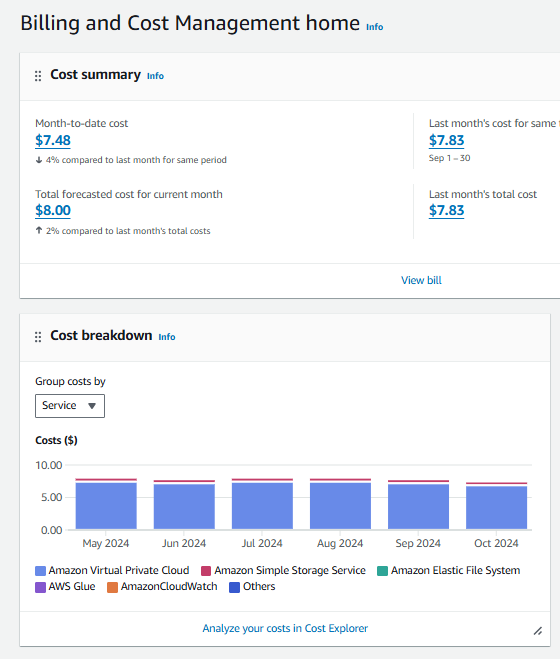 Billing and Cost Management home Info
Cost summary Info
Month-to-date cost
$7.48
↓ 4% compared to last month for same period
Last month's cost for same
$7.83
Sep 1 – 30
Total forecasted cost for current month
$8.00
↑ 2% compared to last month's total costs
Last month's total cost
$7.83
View bill
Cost breakdown Info
Group costs by
Service
Costs ($)
10.00
5.00
0.00
May 2024 Jun 2024 Jul 2024 Aug 2024 Sep 2024 Oct 2024
Amazon Virtual Private Cloud Amazon Simple Storage Service Amazon Elastic File System
AWS Glue AmazonCloudWatch Others
Analyze your costs in Cost Explorer